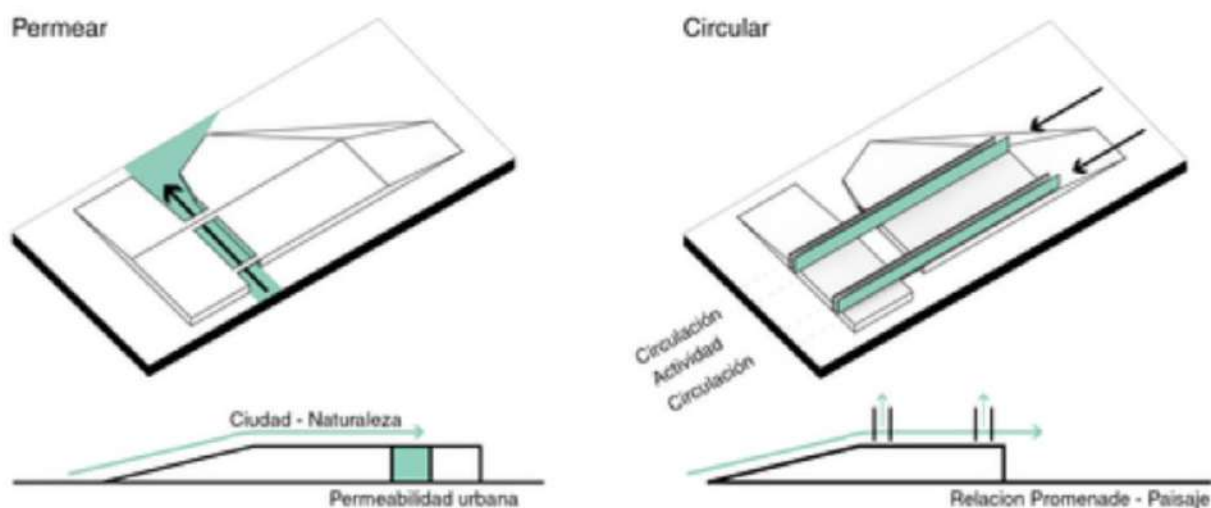 Permear
Circular
Circulación
Actividad
Circulación
Ciudad - Naturaleza
Permeabilidad urbana
Relacion Promenade - Paisaje